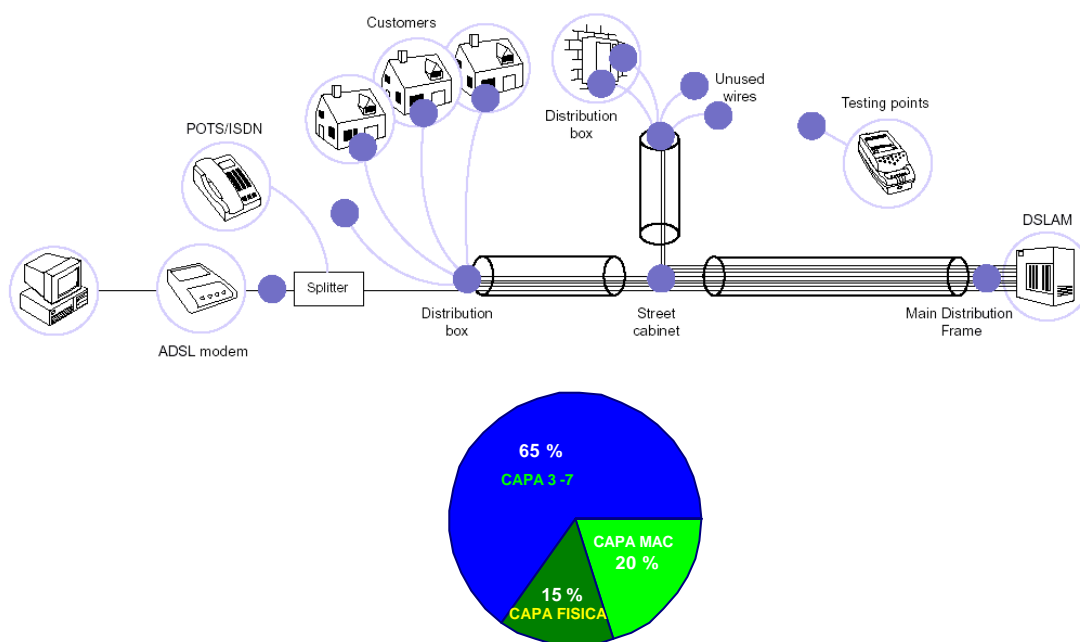 Customers
POTS/ISDN
Distribution
box
Unused
wires
Testing points
DSLAM
Splitter
ADSL modem
Distribution
box
Street
cabinet
Main Distribution
Frame
65 %
CAPA 3 -7
CAPA MAC
20 %
15 %
CAPA FISICA